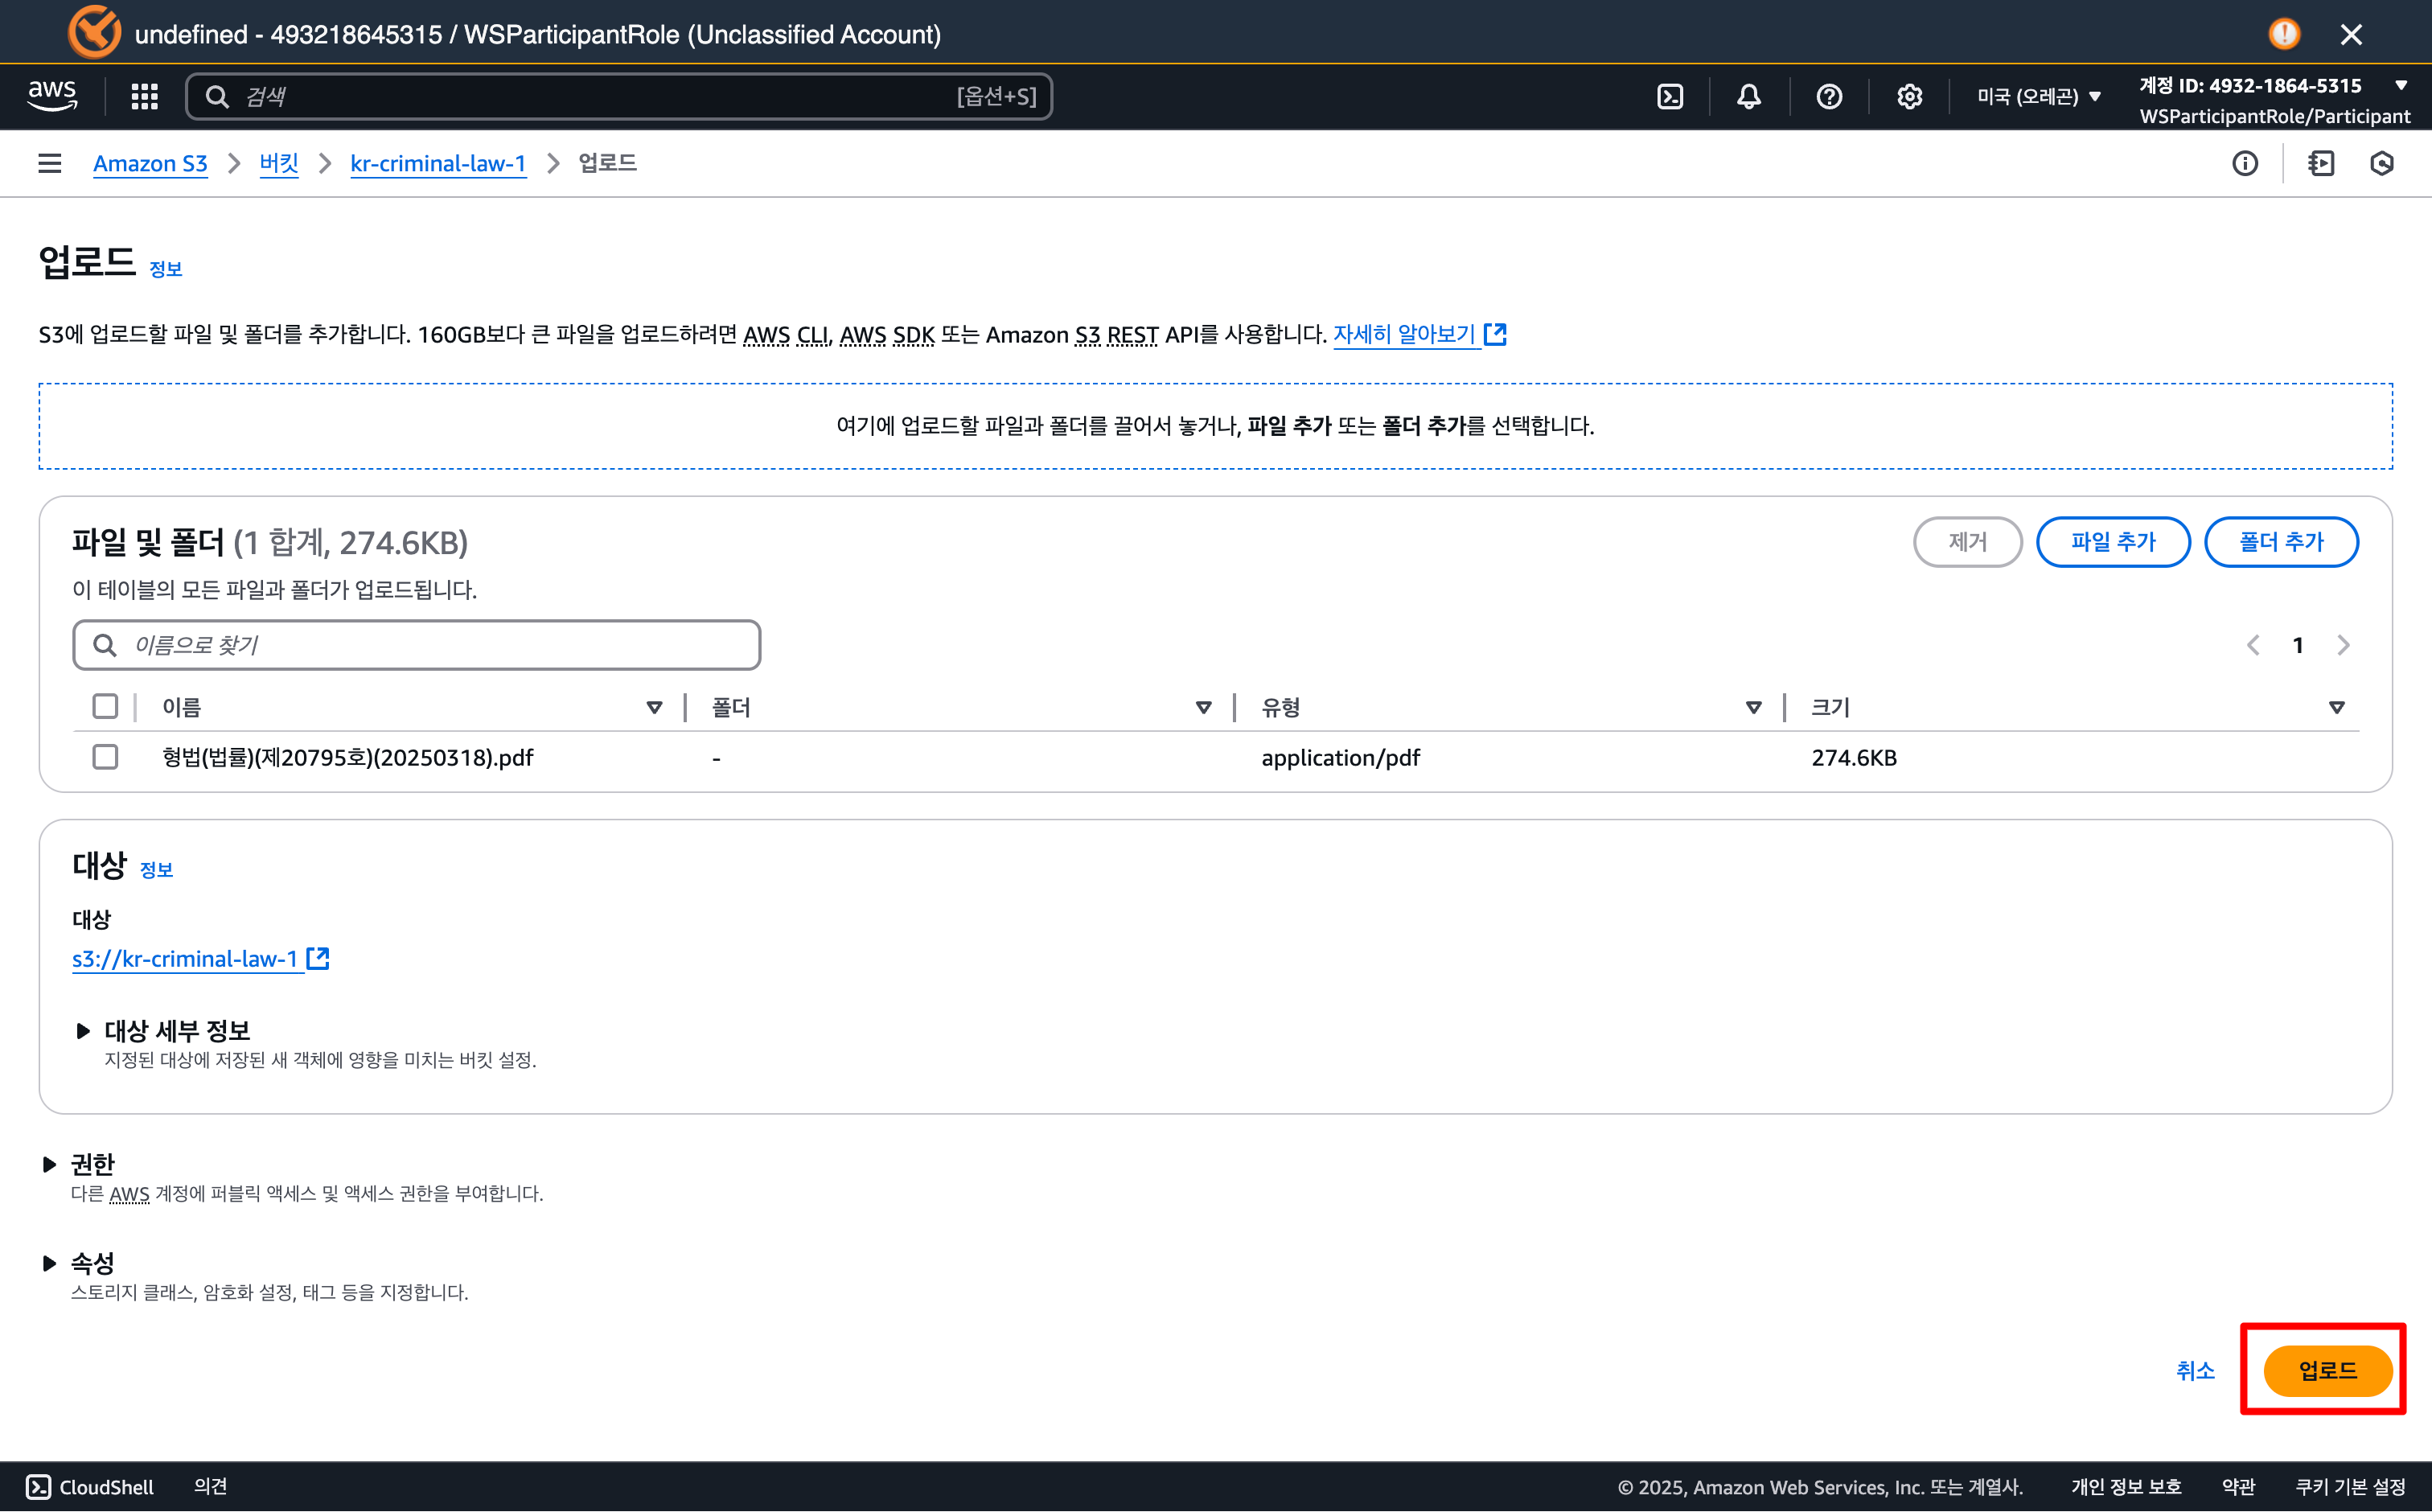 undefined - 493218645315 / WSParticipantRole (Unclassified Account)
aws
검색 [옵션+S]
미국 (오레곤)
계정 ID: 4932-1864-5315
WSParticipantRole/Participant
Amazon S3 > 버킷 > kr-criminal-law-1 > 업로드
업로드 정보
S3에 업로드할 파일 및 폴더를 추가합니다. 160GB보다 큰 파일을 업로드하려면 AWS CLI, AWS SDK 또는 Amazon S3 REST API를 사용합니다. 자세히 알아보기
여기에 업로드할 파일과 폴더를 끌어서 놓거나, 파일 추가 또는 폴더 추가를 선택합니다.
파일 및 폴더 (1 합계, 274.6KB)
제거 파일 추가 폴더 추가
이 테이블의 모든 파일과 폴더가 업로드됩니다.
이름으로 찾기
1
이름 폴더 유형 크기
형법(법률)(제20795호)(20250318).pdf - application/pdf 274.6KB
대상 정보
대상
s3://kr-criminal-law-1
대상 세부 정보
지정된 대상에 저장된 새 객체에 영향을 미치는 버킷 설정.
권한
다른 AWS 계정에 퍼블릭 액세스 및 액세스 권한을 부여합니다.
속성
스토리지 클래스, 암호화 설정, 태그 등을 지정합니다.
취소 업로드
CloudShell 의견 © 2025, Amazon Web Services, Inc. 또는 계열사. 개인 정보 보호 약관 쿠키 기본 설정